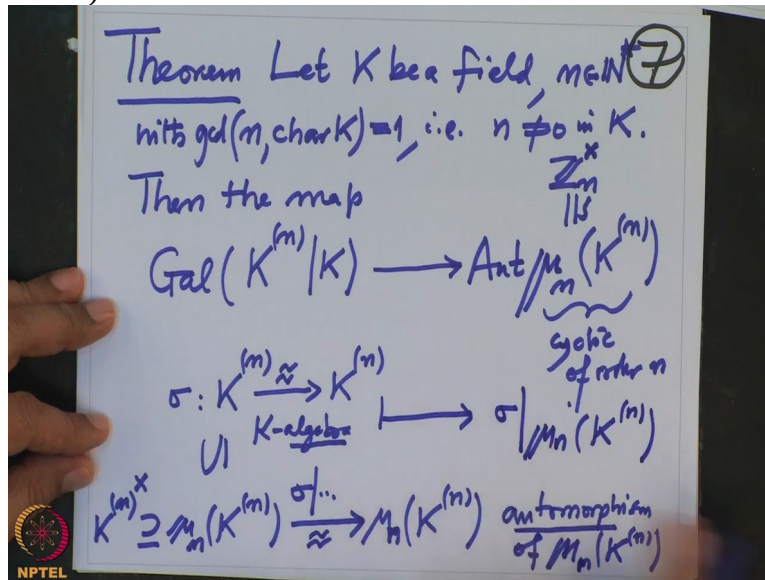 Theorem Let K be a field, n∈ℕ* 7
with gcd(n, char K) = 1, i.e. n ≠ 0 in K.
Then the map
ℤₙ^×
≅
Gal(K^(n)|K) ⟶ Aut μₙ(K^(n))
cyclic
of order n
σ: K^(n) ≈⟶ K^(n) ⟼ σ|μₙ(K^(n))
K-algebra
∪|
K^(n)^× ⊇ μₙ(K^(n)) σ|... ≈⟶ μₙ(K^(n)) automorphism
of μₙ(K^(n))
NPTEL